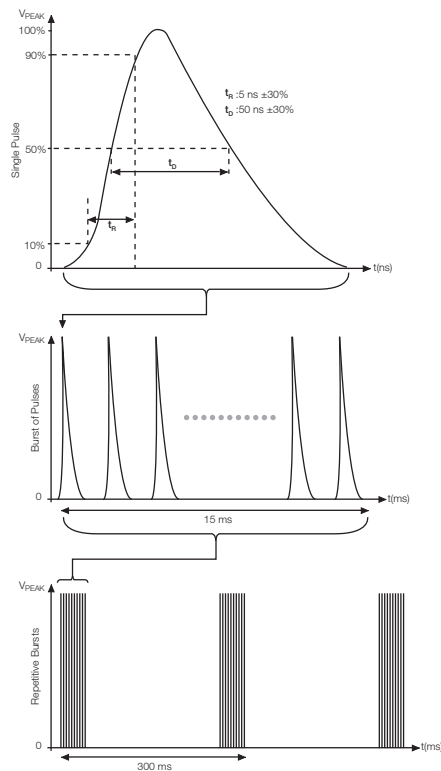 VPEAK
100%
90%
tR :5 ns ±30%
tD :50 ns ±30%
Single Pulse
50%
tD
tR
10%
0
t(ns)
VPEAK
Burst of Pulses
0
t(ms)
15 ms
VPEAK
Repetitive Bursts
0
t(ms)
300 ms